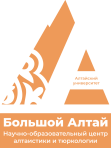 Алтайский
университет
Большой Алтай
Научно-образовательный центр
алтаистики и тюркологии